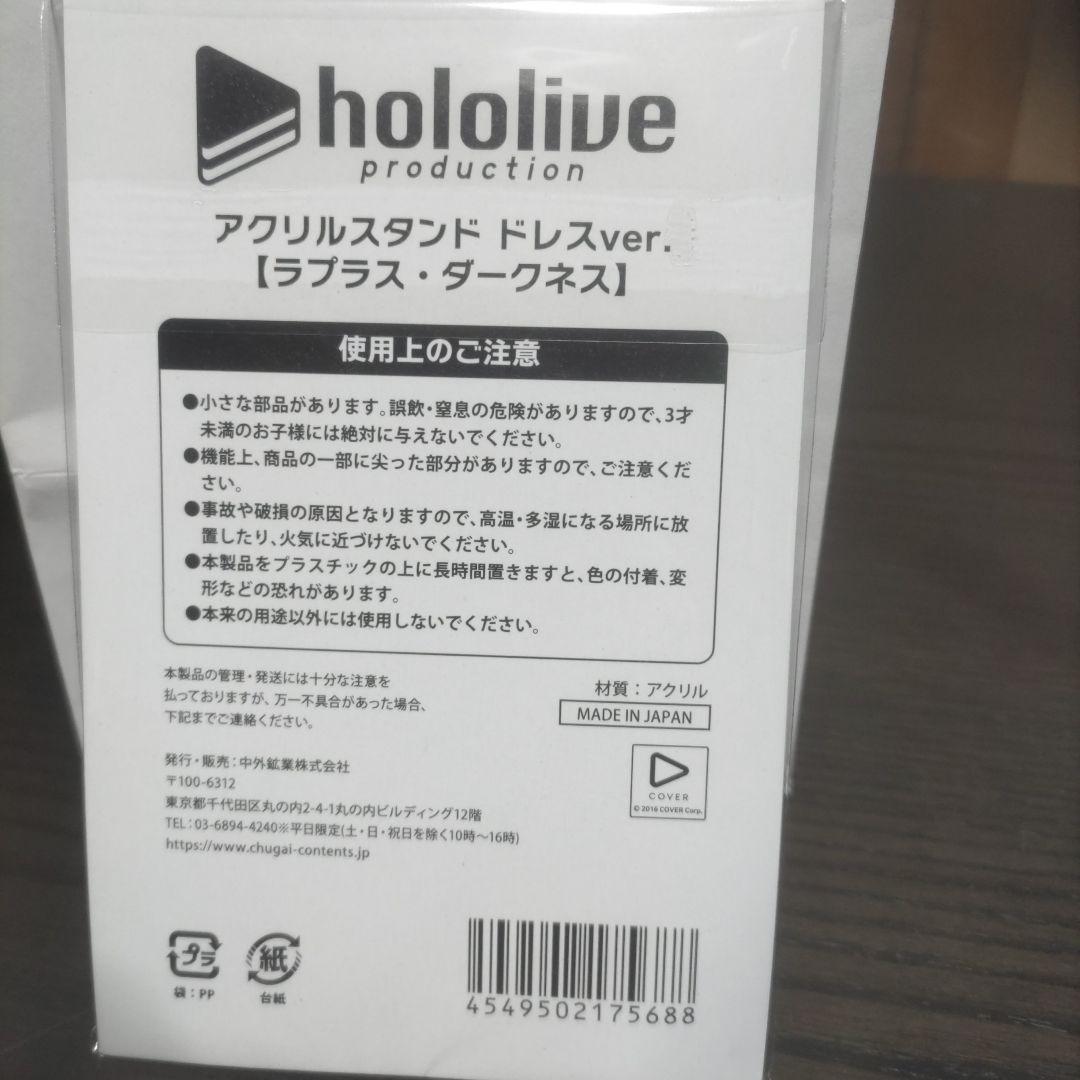 hololive
production
アクリルスタンド ドレスver.
【ラプラス・ダークネス】
使用上のご注意
●小さな部品があります。誤飲・窒息の危険がありますので、3才
未満のお子様には絶対に与えないでください。
●機能上、商品の一部に尖った部分がありますので、ご注意くだ
さい。
●事故や破損の原因となりますので、高温・多湿になる場所に放
置したり、火気に近づけないでください。
●本製品をプラスチックの上に長時間置きますと、色の付着、変
形などの恐れがあります。
●本来の用途以外には使用しないでください。
本製品の管理・発送には十分な注意を
払っておりますが、万一不具合があった場合、
下記までご連絡ください。
材質：アクリル
MADE IN JAPAN
発行・販売：中外鉱業株式会社
〒100-6312
東京都千代田区丸の内2-4-1丸の内ビルディング12階
TEL：03-6894-4240※平日限定(土・日・祝日を除く10時～16時)
https://www.chugai-contents.jp
COVER
© 2016 COVER Corp.
プラ
袋：PP
紙
台紙
4549502175688